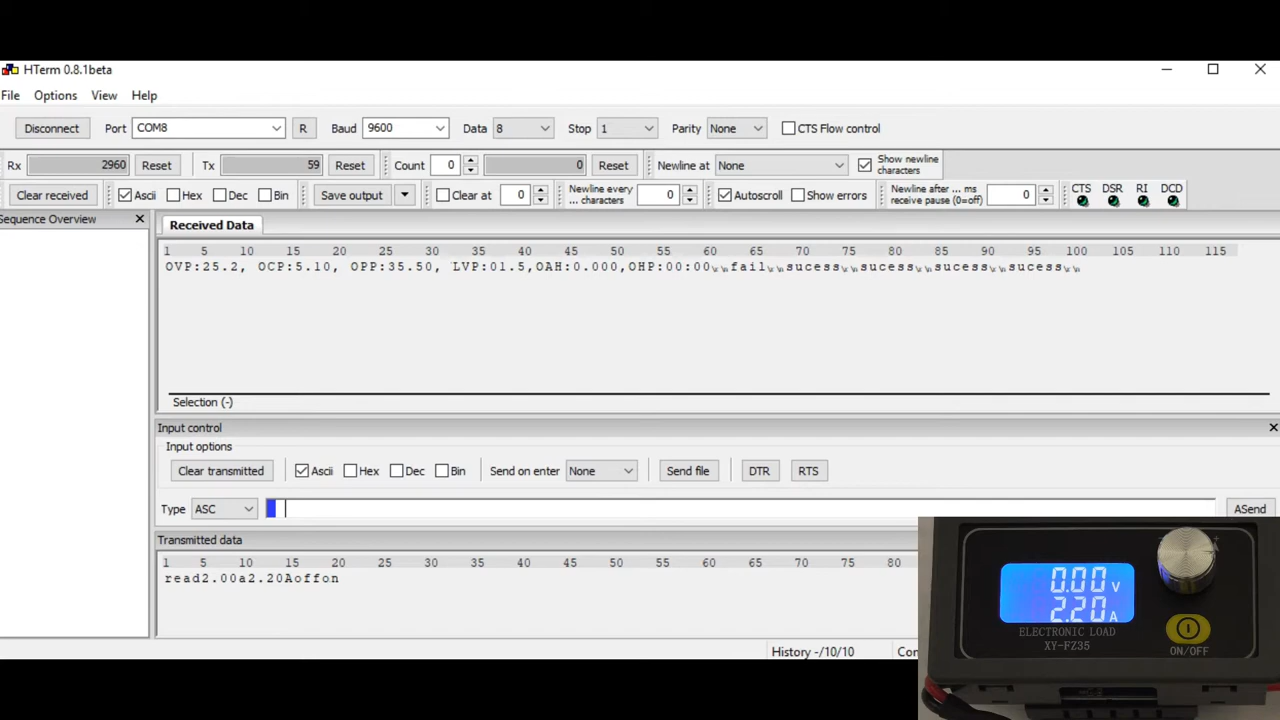 HTerm 0.8.1beta
File Options View Help
Disconnect Port COM8 R Baud 9600 Data 8 Stop 1 Parity None CTS Flow control
Rx 2960 Reset Tx 59 Reset Count 0 0 Reset Newline at None Show newline characters
Clear received Ascii Hex Dec Bin Save output Clear at 0 Newline every ... characters 0 Autoscroll Show errors Newline after ... ms receive pause (0=off) 0 CTS DSR RI DCD
Sequence Overview
Received Data
1 5 10 15 20 25 30 35 40 45 50 55 60 65 70 75 80 85 90 95 100 105 110 115
OVP:25.2, OCP:5.10, OPP:35.50, LVP:01.5,OAH:0.000,OHP:00:00\r\nfail\r\nsucess\r\nsucess\r\nsucess\r\nsucess\r\n
Selection (-)
Input control
Input options
Clear transmitted Ascii Hex Dec Bin Send on enter None Send file DTR RTS
Type ASC ASend
Transmitted data
1 5 10 15 20 25 30 35 40 45 50 55 60 65 70 75 80
read2.00a2.20Aoffon
History -/10/10 Con
0.00 V
2.20 A
ELECTRONIC LOAD
XY-FZ35
ON/OFF